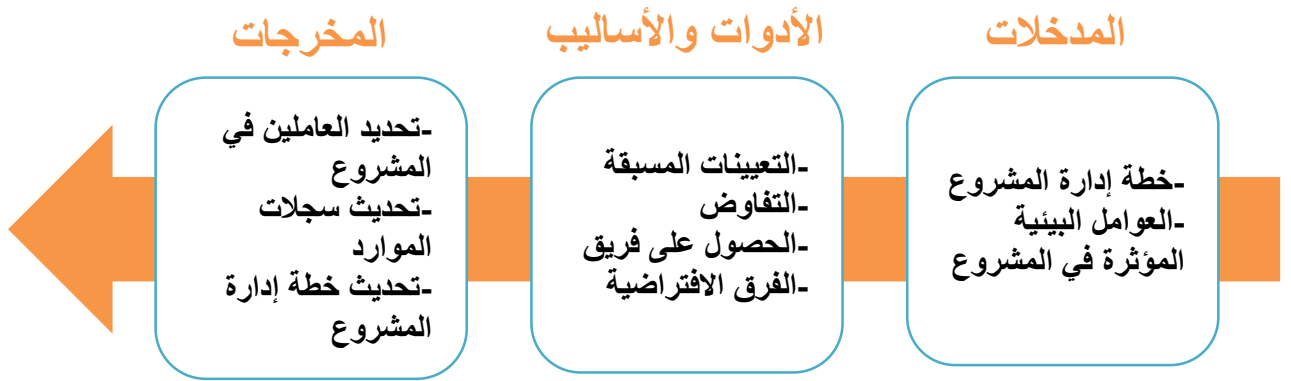 المدخلات
-خطة إدارة المشروع
-العوامل البيئية
المؤثرة في المشروع
الأدوات والأساليب
-التعيينات المسبقة
-التفاوض
-الحصول على فريق
-الفرق الافتراضية
المخرجات
-تحديد العاملين في
المشروع
-تحديث سجلات
الموارد
-تحديث خطة إدارة
المشروع